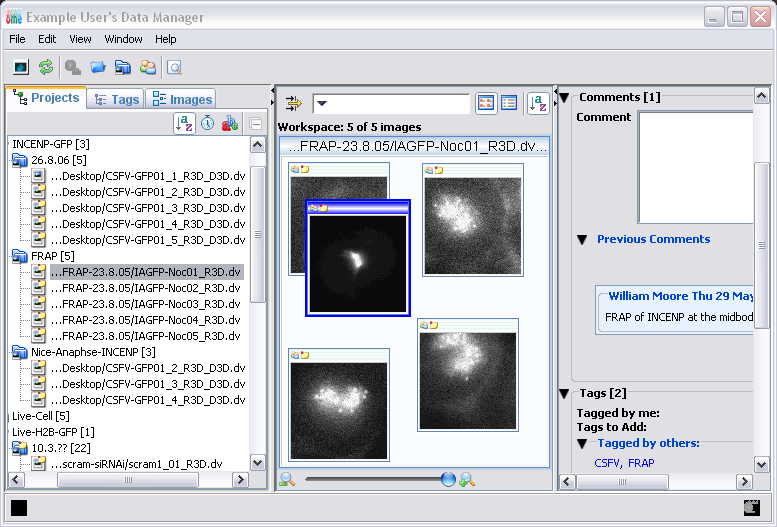 ome Example User's Data Manager
File Edit View Window Help
Projects Tags Images
INCENP-GFP [3]
26.8.06 [5]
...Desktop/CSFV-GFP01_1_R3D_D3D.dv
...Desktop/CSFV-GFP01_2_R3D_D3D.dv
...Desktop/CSFV-GFP01_3_R3D_D3D.dv
...Desktop/CSFV-GFP01_4_R3D_D3D.dv
...Desktop/CSFV-GFP01_5_R3D_D3D.dv
FRAP [5]
...FRAP-23.8.05/IAGFP-Noc01_R3D.dv
...FRAP-23.8.05/IAGFP-Noc02_R3D.dv
...FRAP-23.8.05/IAGFP-Noc03_R3D.dv
...FRAP-23.8.05/IAGFP-Noc04_R3D.dv
...FRAP-23.8.05/IAGFP-Noc05_R3D.dv
Nice-Anaphse-INCENP [3]
...Desktop/CSFV-GFP01_2_R3D_D3D.dv
...Desktop/CSFV-GFP01_3_R3D_D3D.dv
...Desktop/CSFV-GFP01_4_R3D_D3D.dv
Live-Cell [5]
Live-H2B-GFP [1]
10.3.?? [22]
...scram-siRNAi/scram1_01_R3D.dv
Workspace: 5 of 5 images
...FRAP-23.8.05/IAGFP-Noc01_R3D.dv...
Comments [1]
Comment
Previous Comments
William Moore Thu 29 May
FRAP of INCENP at the midbod
Tags [2]
Tagged by me:
Tags to Add:
Tagged by others:
CSFV, FRAP